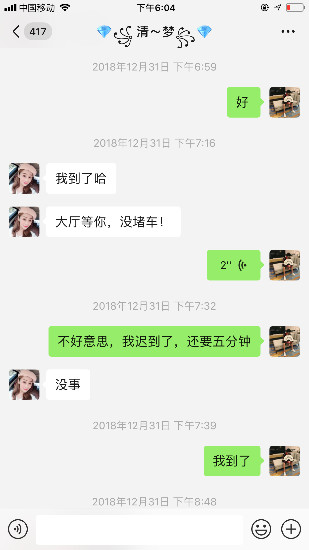 中国移动
下午6:04
417
清～梦
2018年12月31日 下午6:59
好
2018年12月31日 下午7:16
我到了哈
大厅等你，没堵车！
2"
2018年12月31日 下午7:32
不好意思，我迟到了，还要五分钟
没事
2018年12月31日 下午7:39
我到了
2018年12月31日 下午8:48